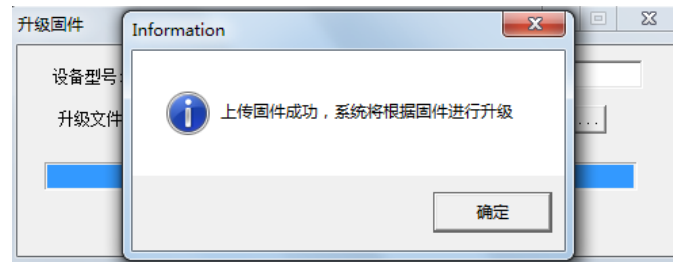 升级固件
Information
设备型号:
上传固件成功，系统将根据固件进行升级
升级文件
...
确定